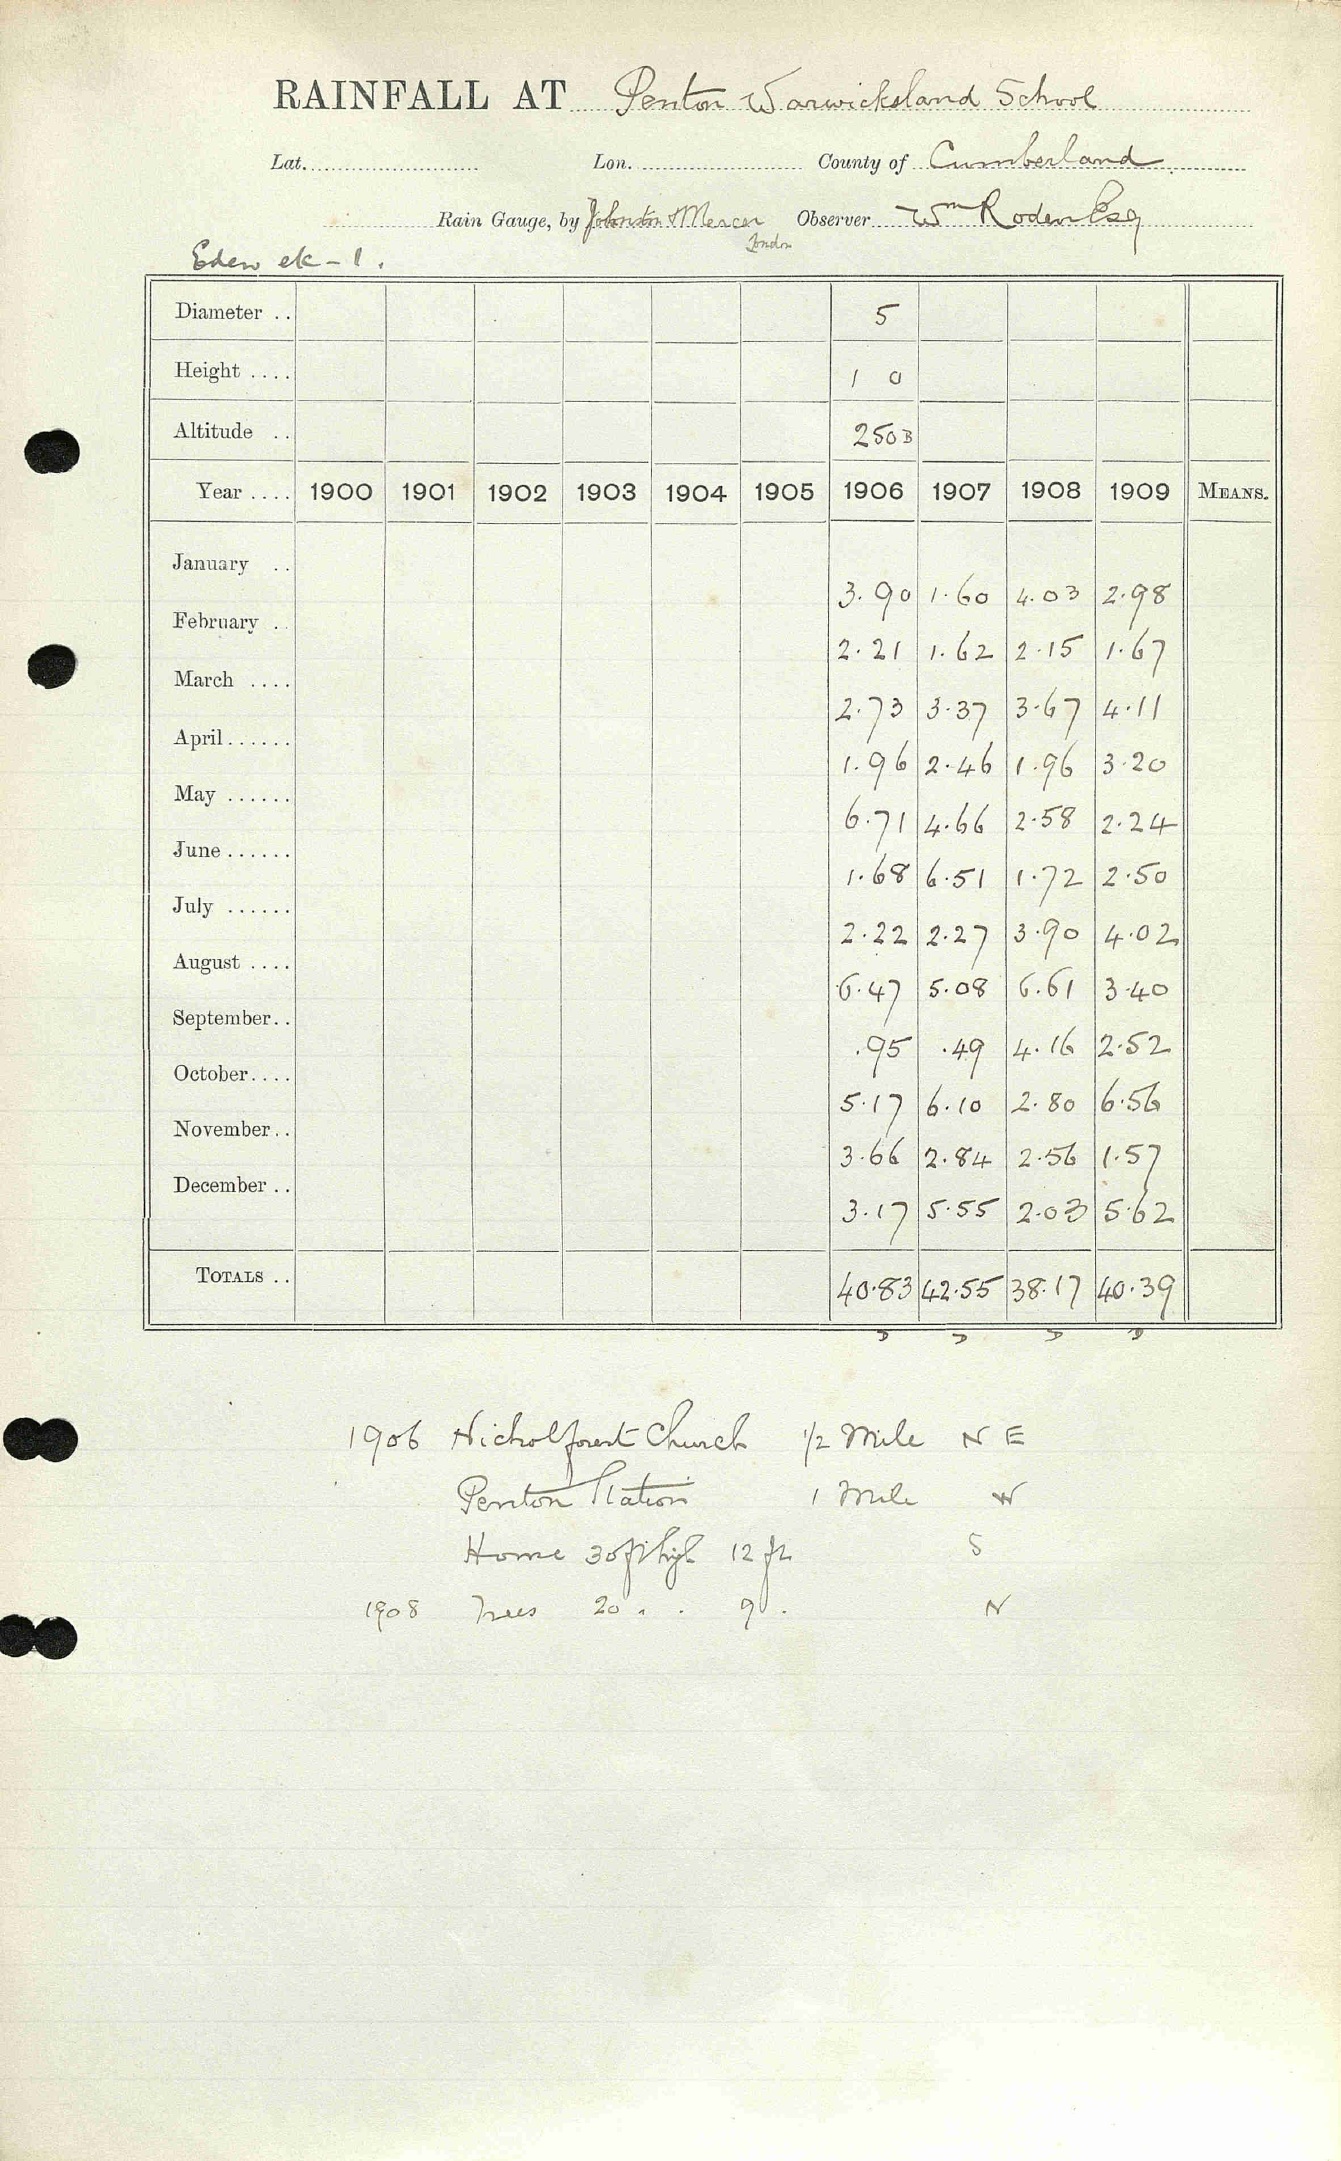 RAINFALL AT Penton Warwicksland School
Lat. Lon. County of Cumberland
Rain Gauge, by Johnston & Mercer Observer Wm Roden Esq
London
Eden etc - 1.
Diameter .. 5
Height .... 1 0
Altitude .. 250 B
Year .... 1900 1901 1902 1903 1904 1905 1906 1907 1908 1909 MEANS.
January .. 3.90 1.60 4.03 2.98
February . 2.21 1.62 2.15 1.67
March .... 2.73 3.37 3.67 4.11
April ...... 1.96 2.46 1.96 3.20
May ...... 6.71 4.66 2.58 2.24
June ...... 1.68 6.51 1.72 2.50
July ...... 2.22 2.27 3.90 4.02
August .... 6.47 5.08 6.61 3.40
September .. .95 .49 4.16 2.52
October .... 5.17 6.10 2.80 6.56
November .. 3.66 2.84 2.56 1.57
December .. 3.17 5.55 2.03 5.62
TOTALS .. 40.83 42.55 38.17 40.39
1906 Nicholforest Church 1/2 Mile N E
Penton Station 1 Mile W
Home 30ft high 12 ft S
1908 Trees 20 . . 9 . N